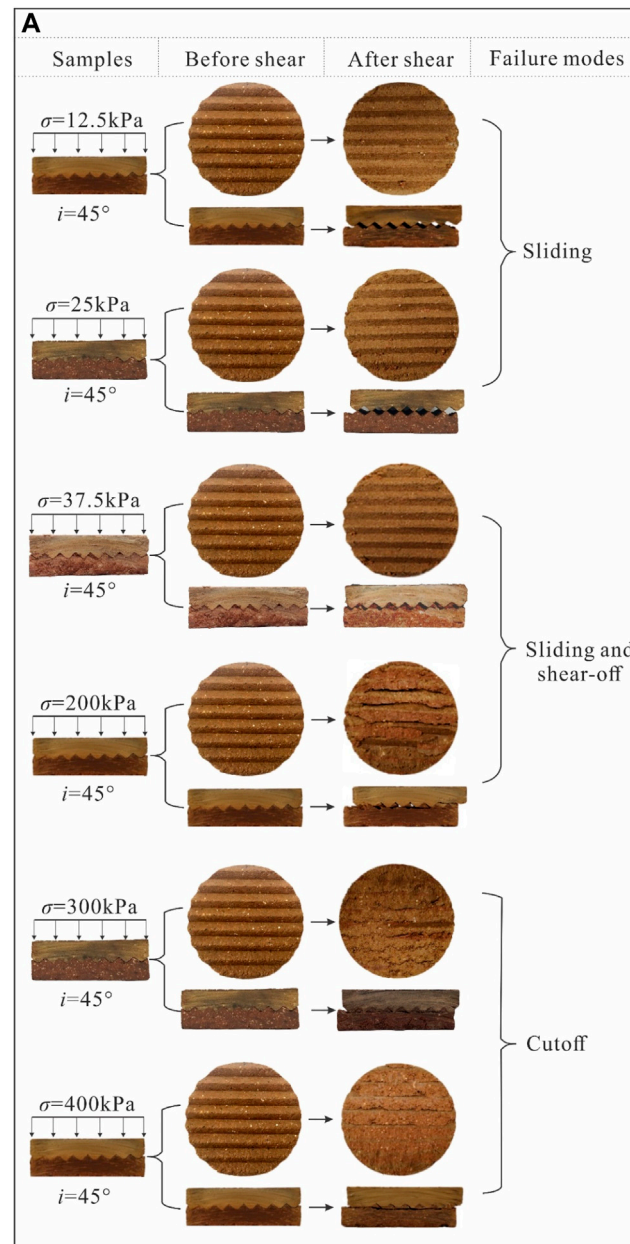 A
Samples Before shear After shear Failure modes
σ=12.5kPa
i=45°
Sliding
σ=25kPa
i=45°
σ=37.5kPa
i=45°
Sliding and
shear-off
σ=200kPa
i=45°
σ=300kPa
i=45°
Cutoff
σ=400kPa
i=45°